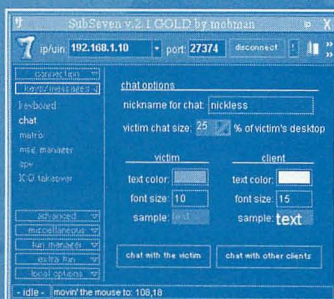 SubSeven v.2.1 GOLD by mobman
ip/uin: 192.168.1.10 port: 27374 disconnect
connection
keys/messages
keyboard
chat
matrix
msg manager
spy
ICQ takeover
advanced
miscellaneous
fun manager
extra fun
local options
chat options
nickname for chat: nickless
victim chat size: 25 % of victim's desktop
victim
text color:
font size: 10
sample: text
client
text color:
font size: 15
sample: text
chat with the victim
chat with other clients
- idle - movin' the mouse to: 108,18